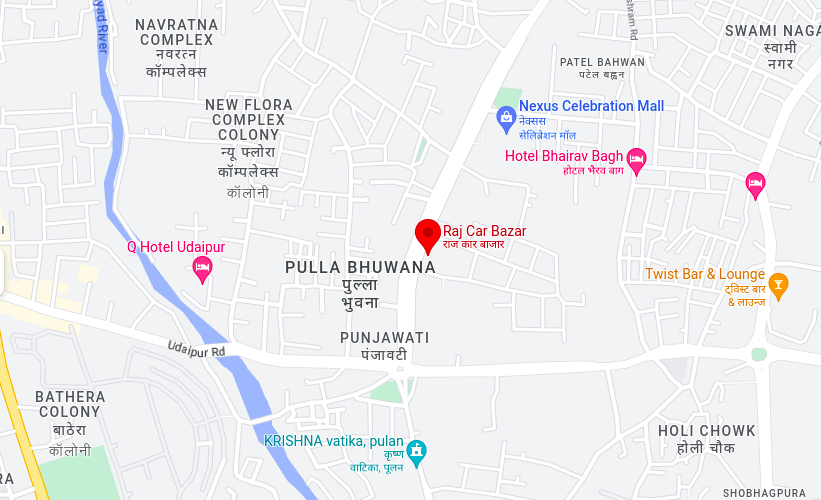 yad River
NAVRATNA
COMPLEX
नवरत्न
कॉम्पलेक्स
shram Rd
SWAMI NAGA
स्वामी
नगर
PATEL BAHWAN
पटेल बह्वन
NEW FLORA
COMPLEX
COLONY
न्यू फ्लोरा
कॉम्पलेक्स
कॉलोनी
Nexus Celebration Mall
नेक्सस
सेलिब्रेशन मॉल
Hotel Bhairav Bagh
होटल भैरव बाग
Raj Car Bazar
राज कार बाजार
Q Hotel Udaipur
PULLA BHUWANA
पुल्ला
भुवना
Twist Bar & Lounge
ट्विस्ट बार
& लाउन्ज
PUNJAWATI
पंजावटी
Udaipur Rd
BATHERA
COLONY
बाठेरा
कॉलोनी
HOLI CHOWK
होली चौक
KRISHNA vatika, pulan
कृष्ण
वाटिका, पूलन
RA
SHOBHAGPURA